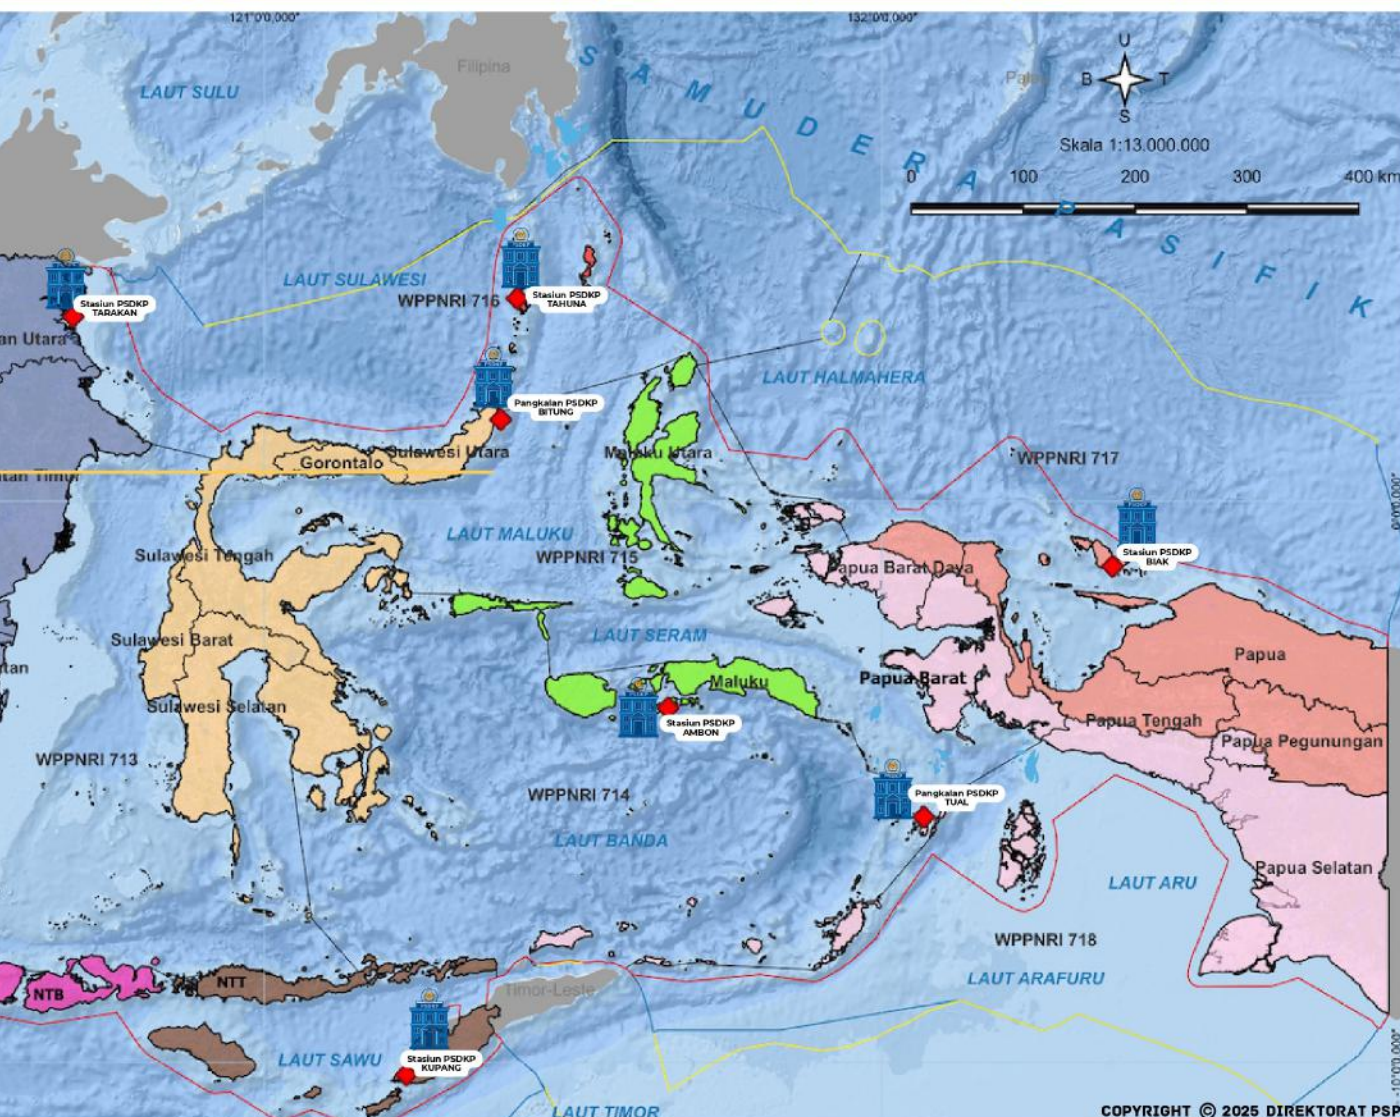 121°0'0,000"
132°0'0,000"
Filipina
LAUT SULU
SAMUDERA PASIFIK
U
B
T
S
Skala 1:13.000.000
0 100 200 300 400 km
LAUT SULAWESI
WPPNRI 716
Stasiun PSDKP
TAHUNA
Stasiun PSDKP
TARAKAN
an Utara
LAUT HALMAHERA
Pangkalan PSDKP
BITUNG
Sulawesi Utara
Gorontalo
Maluku Utara
WPPNRI 717
LAUT MALUKU
WPPNRI 715
Sulawesi Tengah
Stasiun PSDKP
BIAK
Papua Barat Daya
LAUT SERAM
Sulawesi Barat
tan
Papua
Papua Barat
Maluku
Sulawesi Selatan
Stasiun PSDKP
AMBON
Papua Tengah
Papua Pegunungan
WPPNRI 713
WPPNRI 714
Pangkalan PSDKP
TUAL
LAUT BANDA
Papua Selatan
LAUT ARU
WPPNRI 718
LAUT ARAFURU
NTB
NTT
Timor-Leste
LAUT SAWU
Stasiun PSDKP
KUPANG
LAUT TIMOR
COPYRIGHT © 2025 DIREKTORAT